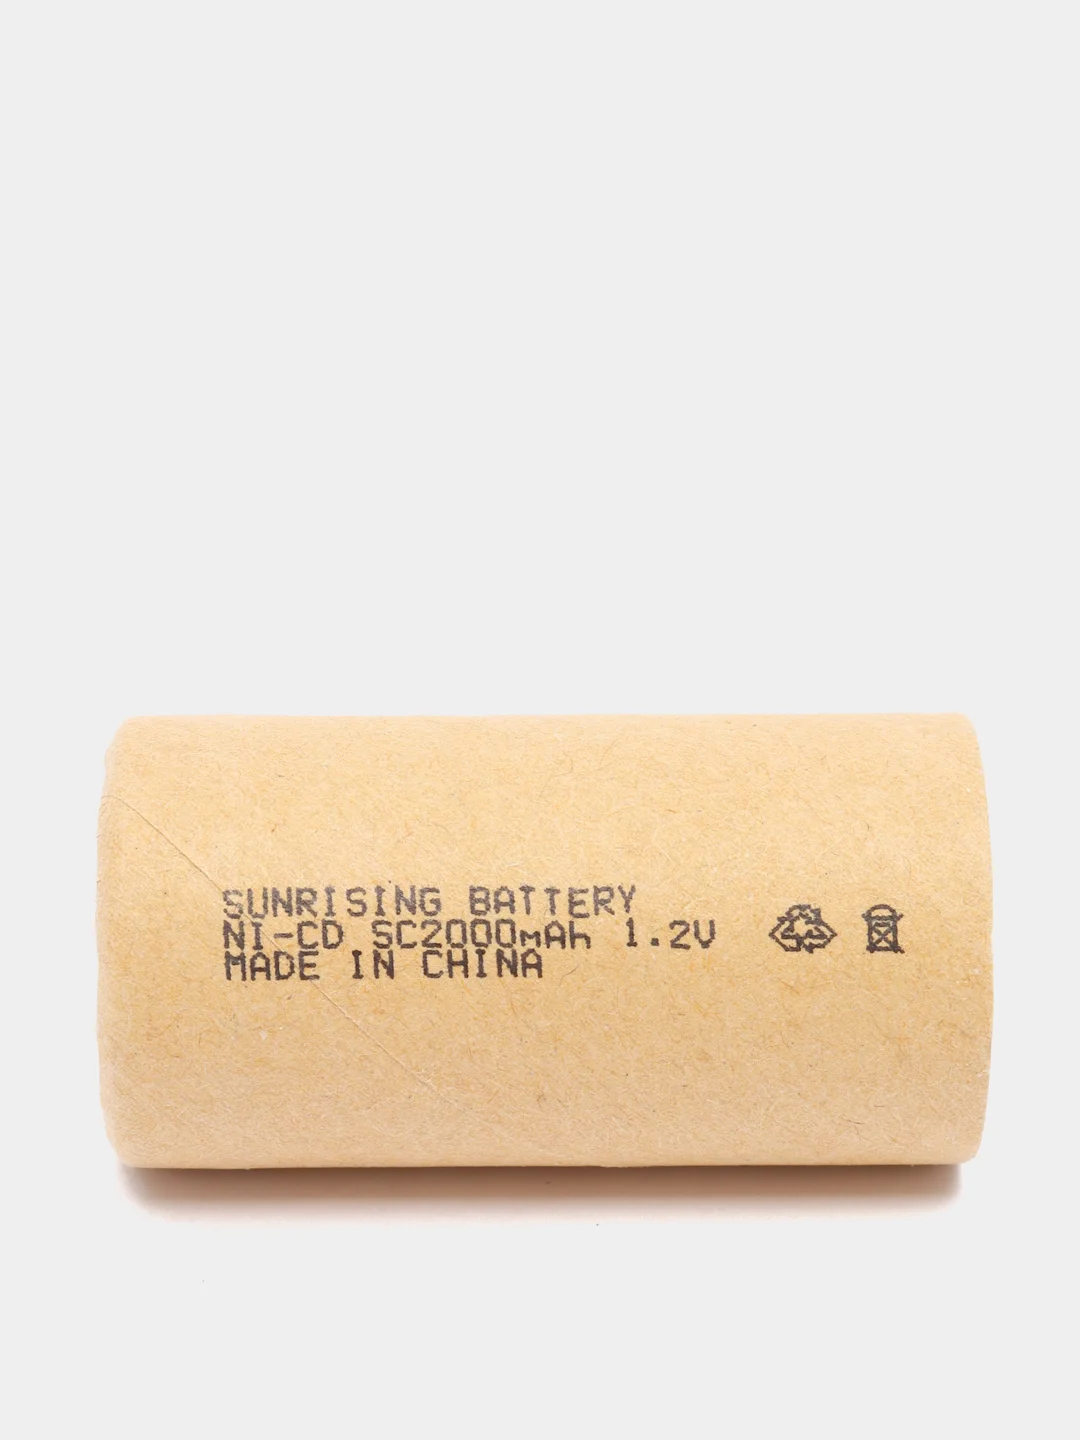 SUNRISING BATTERY
NI-CD SC2000mAh 1.2V
MADE IN CHINA